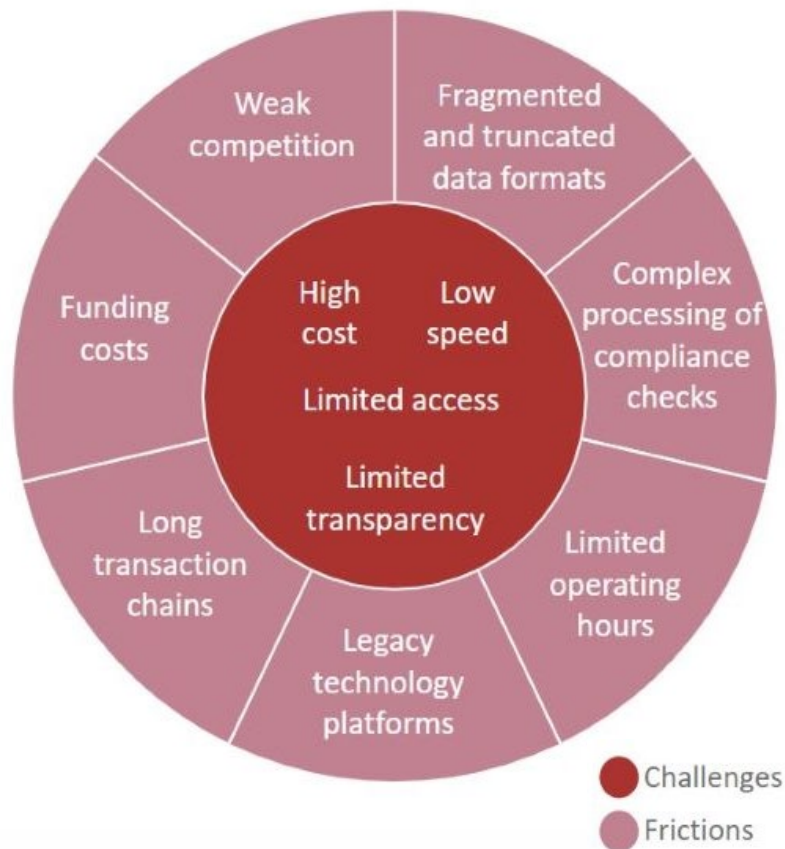 Weak
competition
Fragmented
and truncated
data formats
Complex
processing of
compliance
checks
Limited
operating
hours
Legacy
technology
platforms
Long
transaction
chains
Funding
costs
High
cost
Low
speed
Limited access
Limited
transparency
Challenges
Frictions